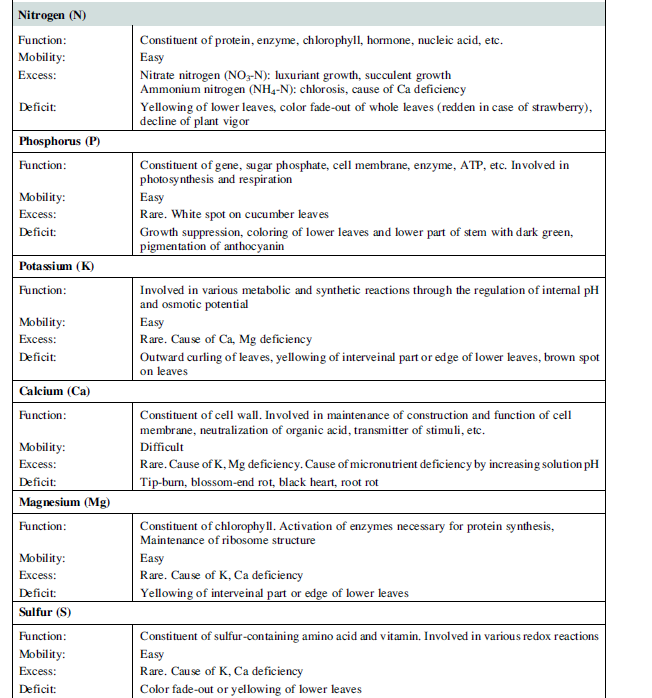 Nitrogen (N)
Function: Constituent of protein, enzyme, chlorophyll, hormone, nucleic acid, etc.
Mobility: Easy
Excess: Nitrate nitrogen (NO3-N): luxuriant growth, succulent growth
Ammonium nitrogen (NH4-N): chlorosis, cause of Ca deficiency
Deficit: Yellowing of lower leaves, color fade-out of whole leaves (redden in case of strawberry),
decline of plant vigor
Phosphorus (P)
Function: Constituent of gene, sugar phosphate, cell membrane, enzyme, ATP, etc. Involved in
photosynthesis and respiration
Mobility: Easy
Excess: Rare. White spot on cucumber leaves
Deficit: Growth suppression, coloring of lower leaves and lower part of stem with dark green,
pigmentation of anthocyanin
Potassium (K)
Function: Involved in various metabolic and synthetic reactions through the regulation of internal pH
and osmotic potential
Mobility: Easy
Excess: Rare. Cause of Ca, Mg deficiency
Deficit: Outward curling of leaves, yellowing of interveinal part or edge of lower leaves, brown spot
on leaves
Calcium (Ca)
Function: Constituent of cell wall. Involved in maintenance of construction and function of cell
membrane, neutralization of organic acid, transmitter of stimuli, etc.
Mobility: Difficult
Excess: Rare. Cause of K, Mg deficiency. Cause of micronutrient deficiency by increasing solution pH
Deficit: Tip-burn, blossom-end rot, black heart, root rot
Magnesium (Mg)
Function: Constituent of chlorophyll. Activation of enzymes necessary for protein synthesis,
Maintenance of ribosome structure
Mobility: Easy
Excess: Rare. Cause of K, Ca deficiency
Deficit: Yellowing of interveinal part or edge of lower leaves
Sulfur (S)
Function: Constituent of sulfur-containing amino acid and vitamin. Involved in various redox reactions
Mobility: Easy
Excess: Rare. Cause of K, Ca deficiency
Deficit: Color fade-out or yellowing of lower leaves